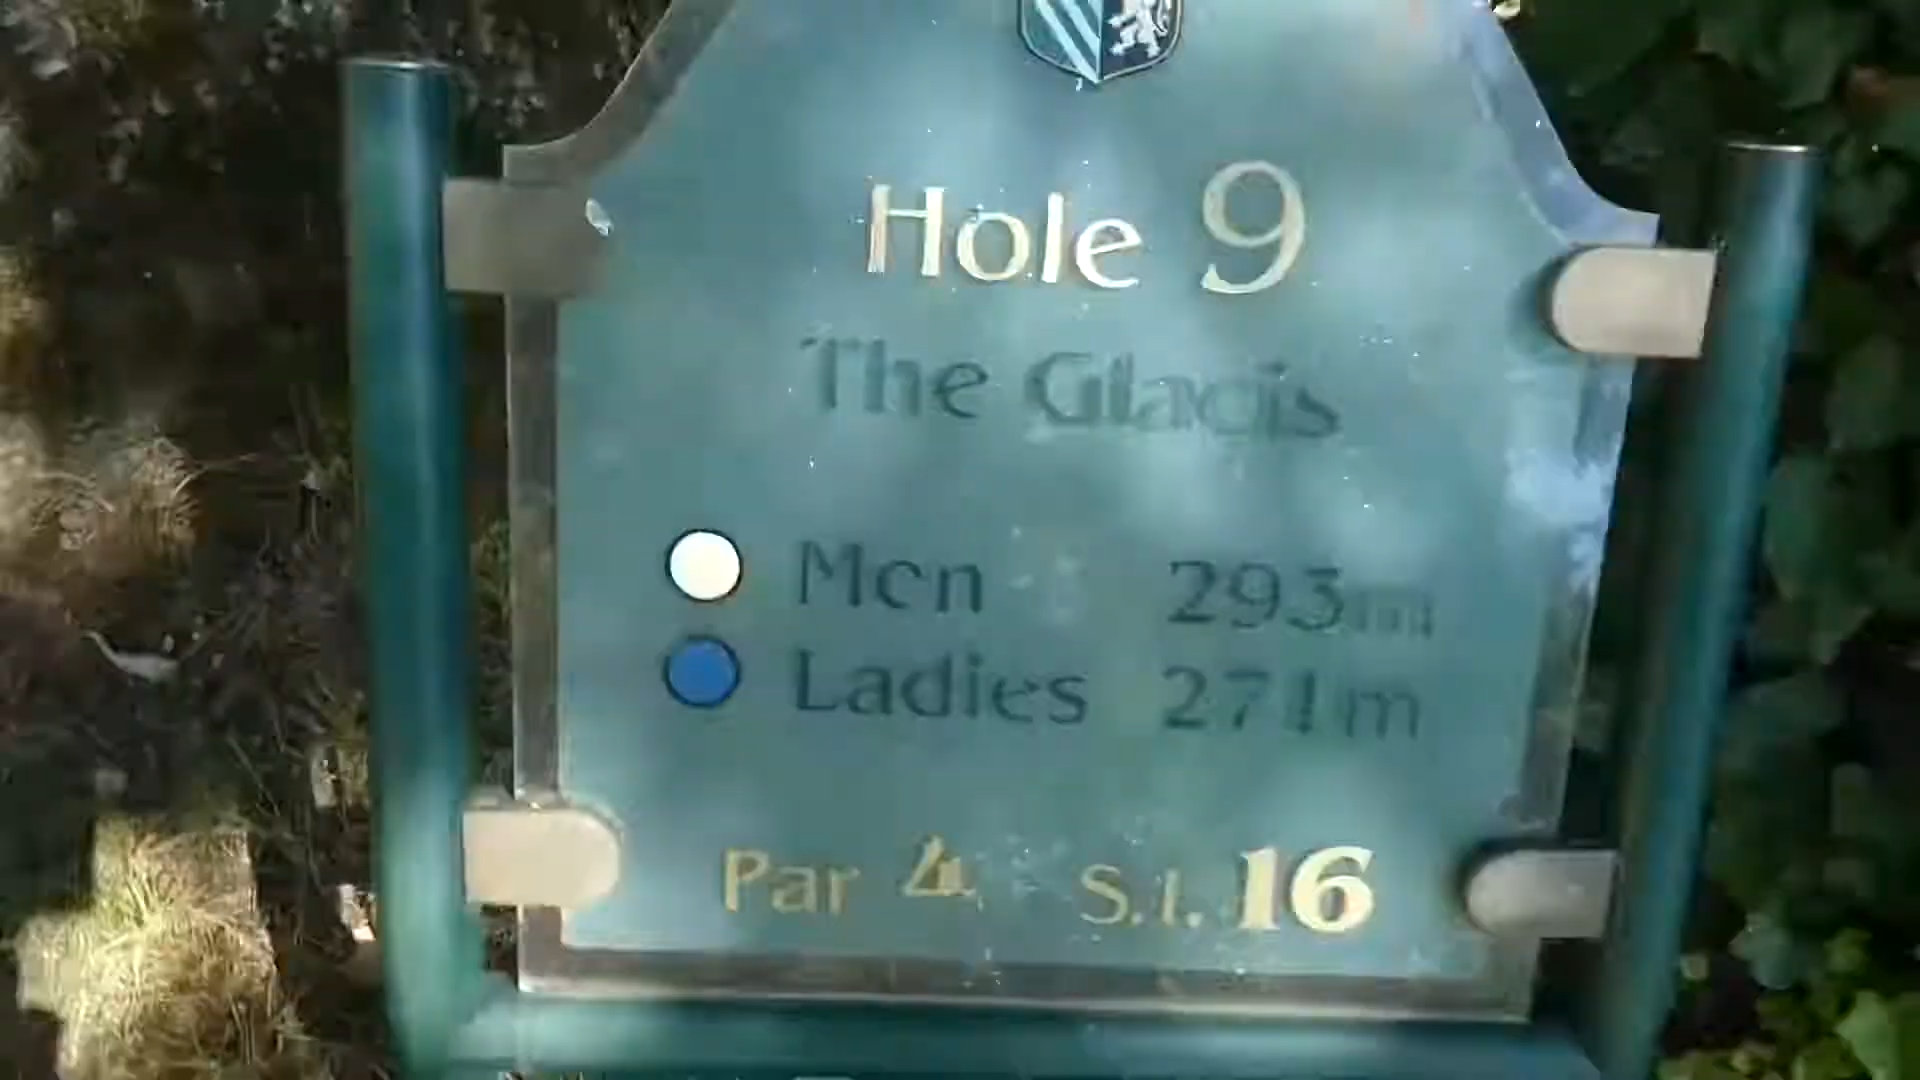 Hole 9
The Glacis
Men 293m
Ladies 271m
Par 4 S.I. 16